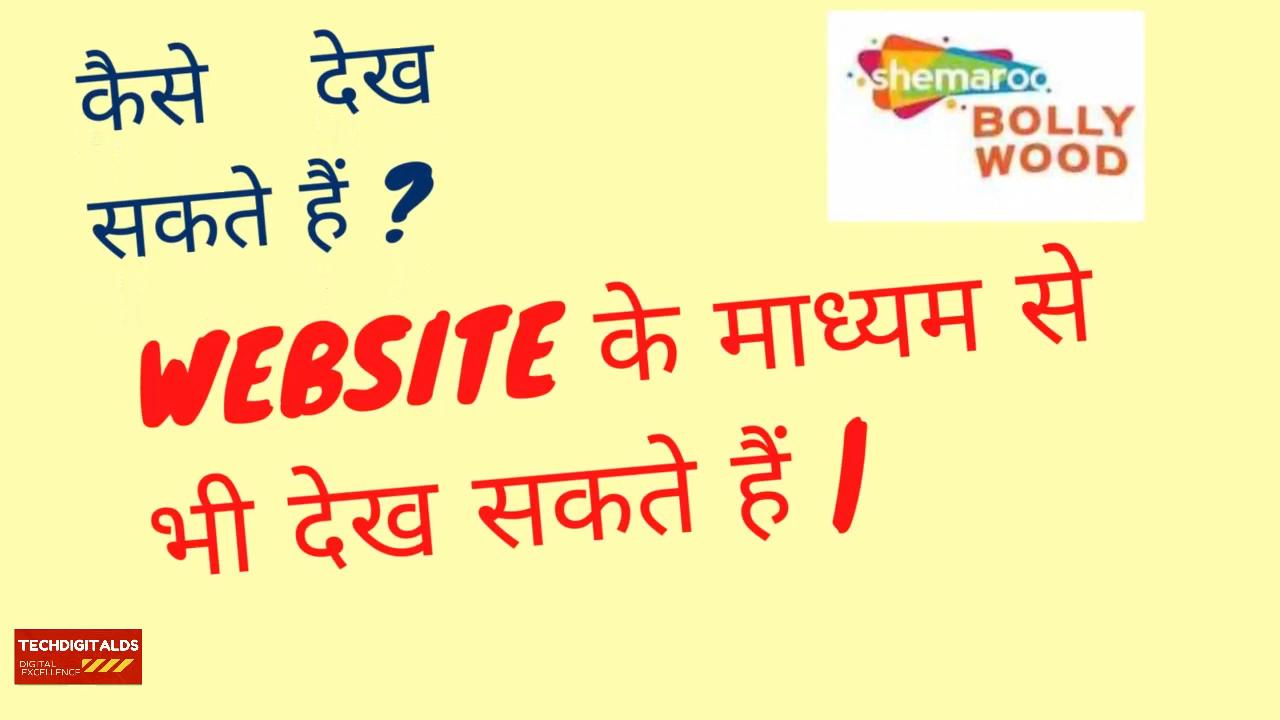 कैसे देख
सकते हैं ?
shemaroo
BOLLY
WOOD
WEBSITE के माध्यम से
भी देख सकते हैं |
TECHDIGITALDS
DIGITAL
EXCELLENCE